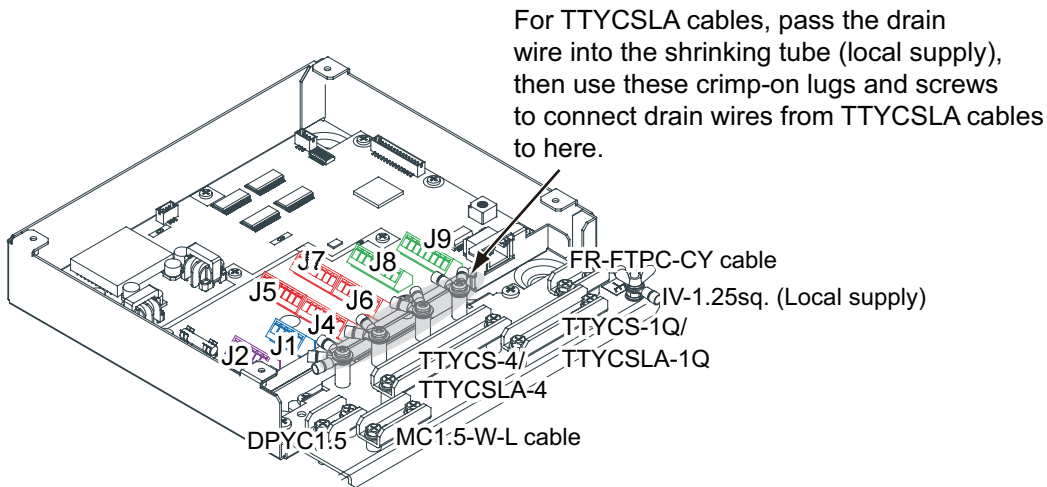 For TTYCSLA cables, pass the drain
wire into the shrinking tube (local supply),
then use these crimp-on lugs and screws
to connect drain wires from TTYCSLA cables
to here.
J9
J7
J8
FR-FTPC-CY cable
J5
J6
IV-1.25sq. (Local supply)
J4
TTYCS-1Q/
J1
J2
TTYCS-4/
TTYCSLA-1Q
TTYCSLA-4
DPYC1.5
MC1.5-W-L cable